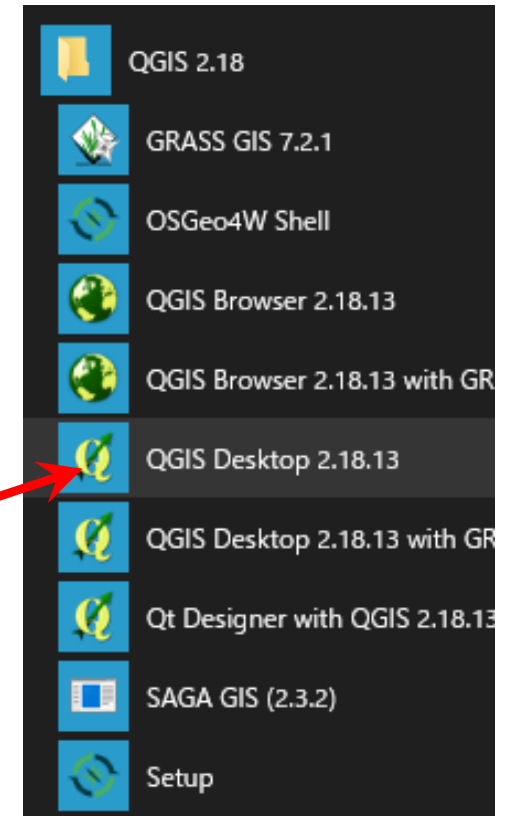 QGIS 2.18
GRASS GIS 7.2.1
OSGeo4W Shell
QGIS Browser 2.18.13
QGIS Browser 2.18.13 with GR
QGIS Desktop 2.18.13
QGIS Desktop 2.18.13 with GR
Qt Designer with QGIS 2.18.13
SAGA GIS (2.3.2)
Setup